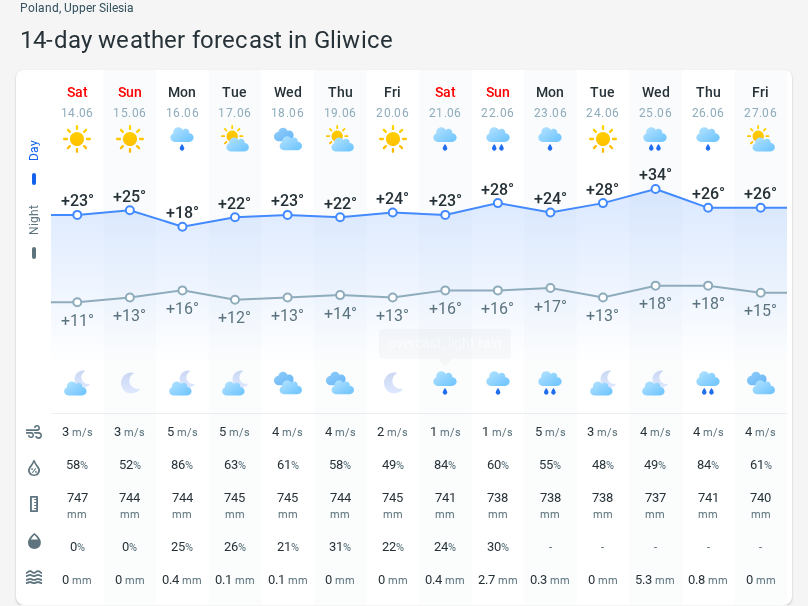 Poland, Upper Silesia
14-day weather forecast in Gliwice
Sat Sun Mon Tue Wed Thu Fri Sat Sun Mon Tue Wed Thu Fri
14.06 15.06 16.06 17.06 18.06 19.06 20.06 21.06 22.06 23.06 24.06 25.06 26.06 27.06
Day
+23° +25° +18° +22° +23° +22° +24° +23° +28° +24° +28° +34° +26° +26°
Night
+11° +13° +16° +12° +13° +14° +13° +16° +16° +17° +13° +18° +18° +15°
overcast, light rain
3 m/s 3 m/s 5 m/s 5 m/s 4 m/s 4 m/s 2 m/s 1 m/s 1 m/s 5 m/s 3 m/s 4 m/s 4 m/s 4 m/s
58% 52% 86% 63% 61% 58% 49% 84% 60% 55% 48% 49% 84% 61%
747 744 744 745 745 744 745 741 738 738 738 737 741 740
mm mm mm mm mm mm mm mm mm mm mm mm mm mm
0% 0% 25% 26% 21% 31% 22% 24% 30% - - - - -
0 mm 0 mm 0.4 mm 0.1 mm 0.1 mm 0 mm 0 mm 0.4 mm 2.7 mm 0.3 mm 0 mm 5.3 mm 0.8 mm 0 mm